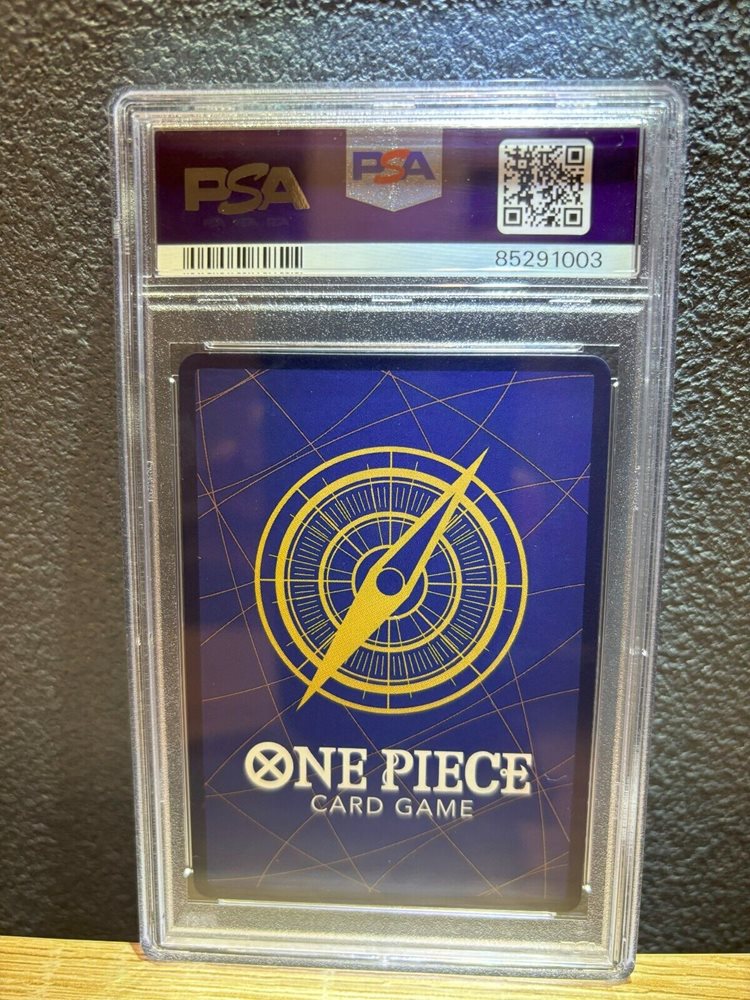 PSA
PSA
85291003
ONE PIECE
CARD GAME